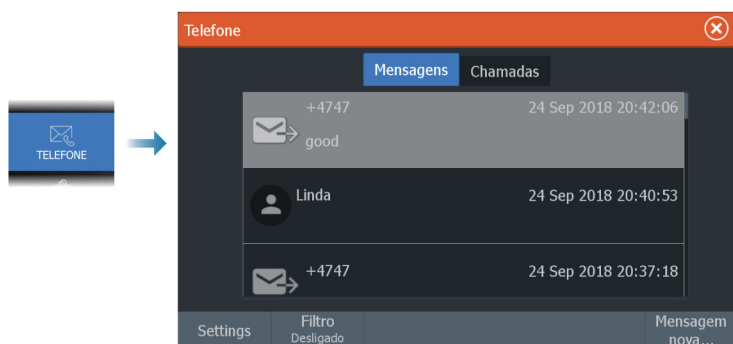 Telefone
Mensagens Chamadas
+4747 24 Sep 2018 20:42:06
good
TELEFONE
Linda 24 Sep 2018 20:40:53
+4747 24 Sep 2018 20:37:18
Settings Filtro Desligado Mensagem nova...